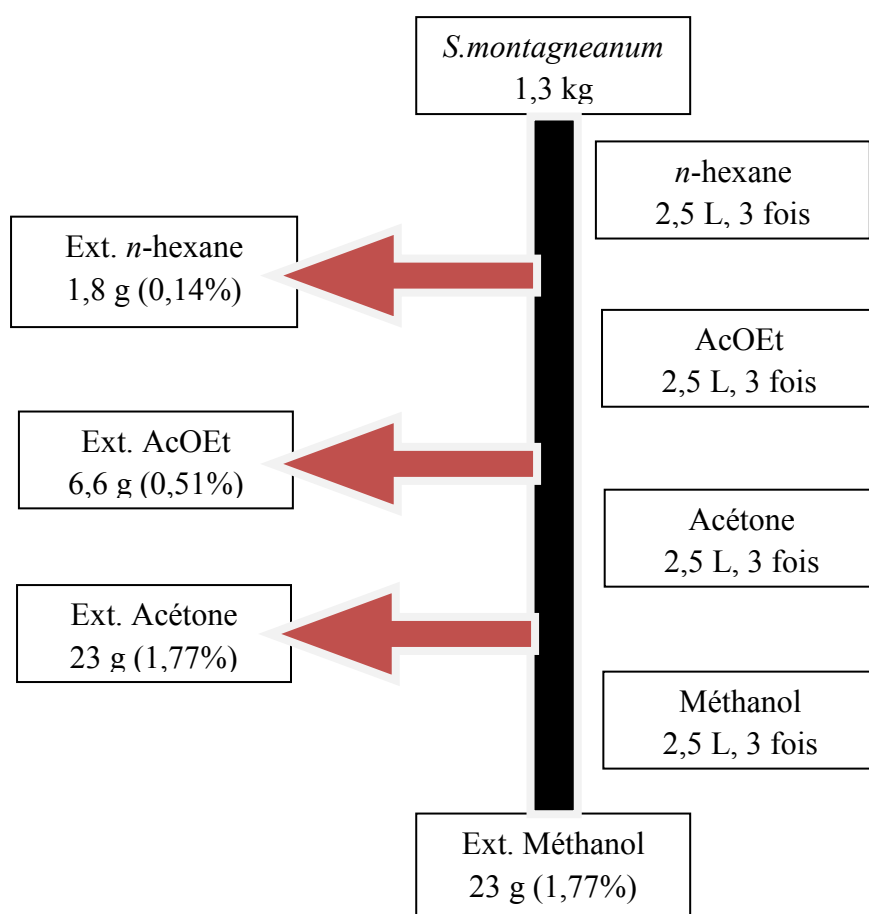 S.montagneanum
1,3 kg
n-hexane
2,5 L, 3 fois
Ext. n-hexane
1,8 g (0,14%)
AcOEt
2,5 L, 3 fois
Ext. AcOEt
6,6 g (0,51%)
Acétone
2,5 L, 3 fois
Ext. Acétone
23 g (1,77%)
Méthanol
2,5 L, 3 fois
Ext. Méthanol
23 g (1,77%)